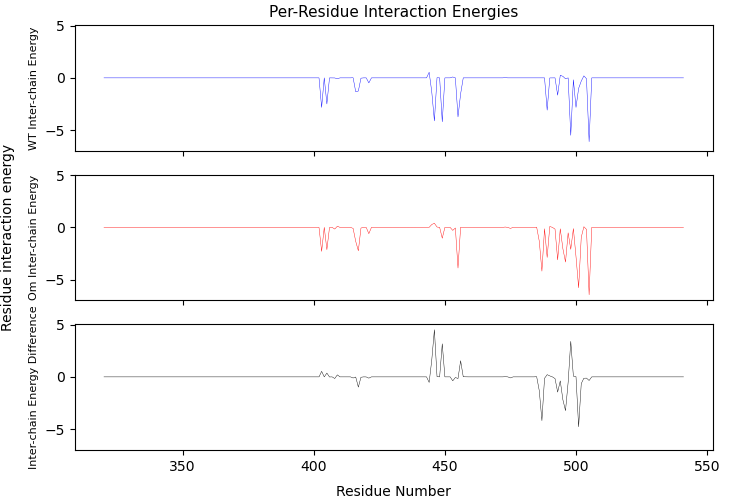 Per-Residue Interaction Energies
Residue interaction energy
WT Inter-chain Energy
5
0
−5
Om Inter-chain Energy
5
0
−5
Inter-chain Energy Difference
5
0
−5
350
400
450
500
550
Residue Number